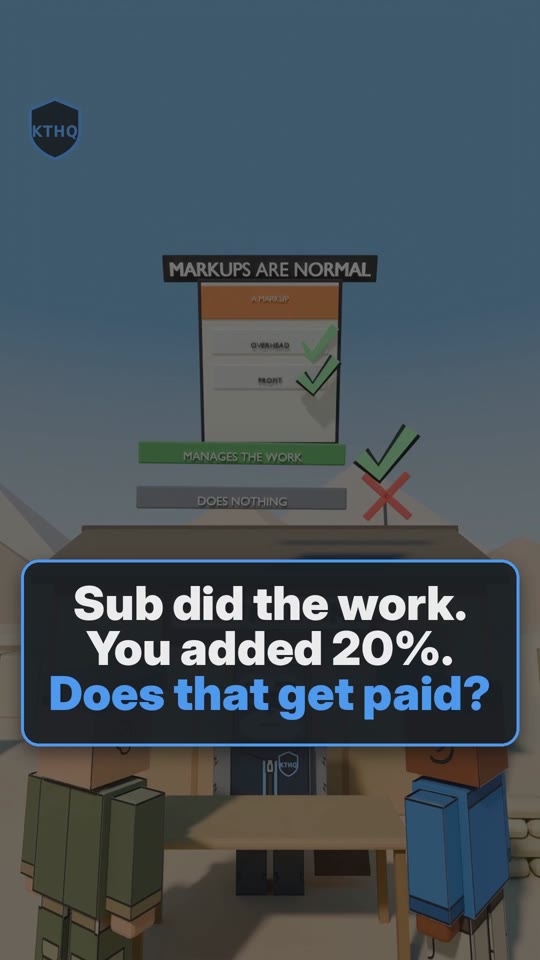 KTHQ
MARKUPS ARE NORMAL
A MARKUP
OVERHEAD
PROFIT
MANAGES THE WORK
DOES NOTHING
Sub did the work.
You added 20%.
Does that get paid?
KTHQ